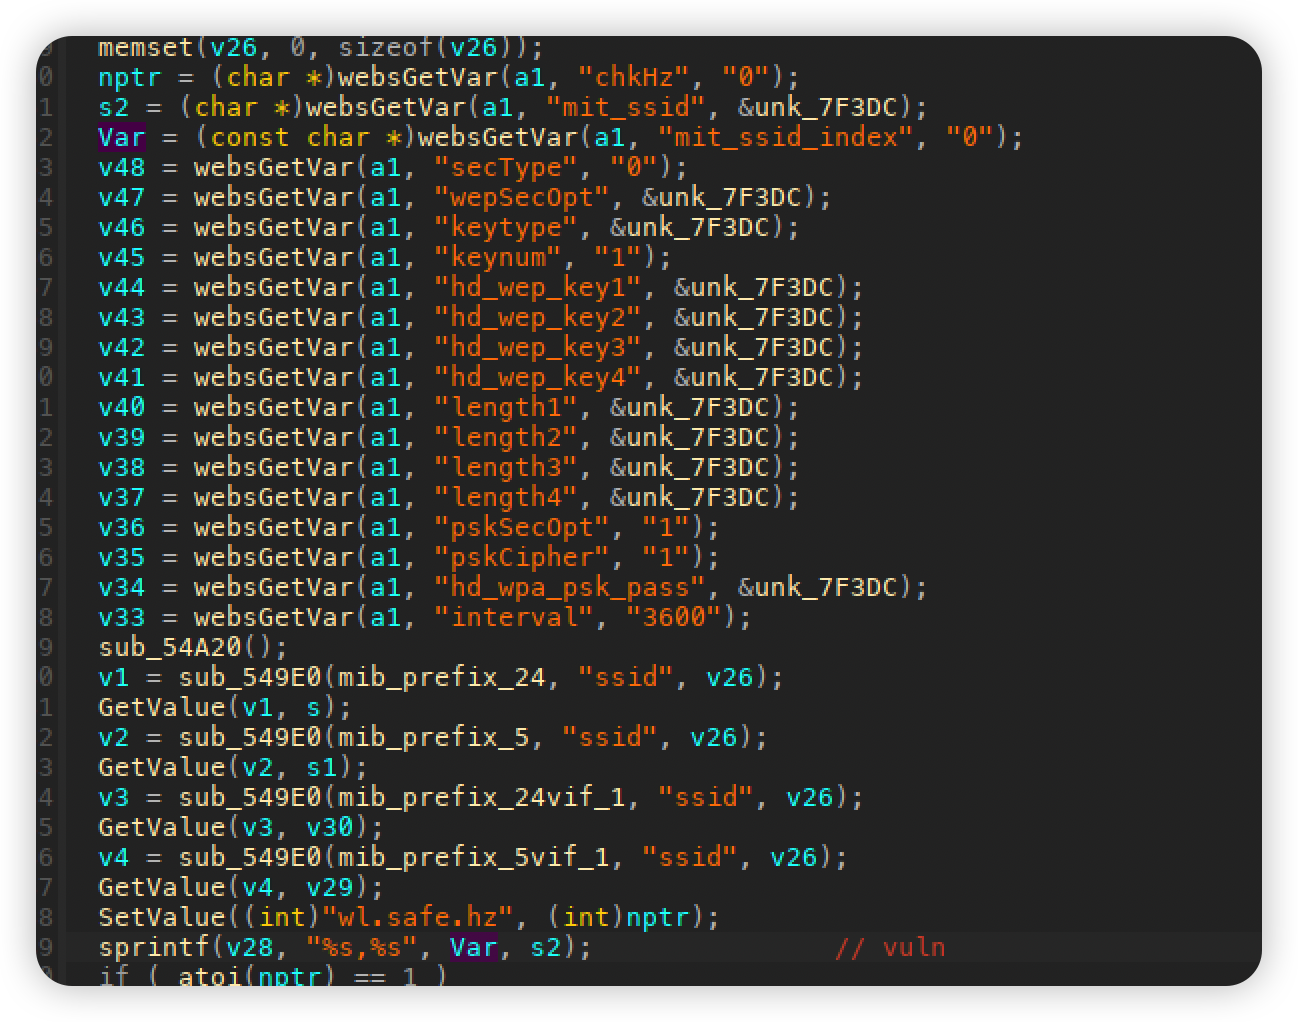 9 memset(v26, 0, sizeof(v26));
0 nptr = (char *)websGetVar(a1, "chkHz", "0");
1 s2 = (char *)websGetVar(a1, "mit_ssid", &unk_7F3DC);
2 Var = (const char *)websGetVar(a1, "mit_ssid_index", "0");
3 v48 = websGetVar(a1, "secType", "0");
4 v47 = websGetVar(a1, "wepSecOpt", &unk_7F3DC);
5 v46 = websGetVar(a1, "keytype", &unk_7F3DC);
6 v45 = websGetVar(a1, "keynum", "1");
7 v44 = websGetVar(a1, "hd_wep_key1", &unk_7F3DC);
8 v43 = websGetVar(a1, "hd_wep_key2", &unk_7F3DC);
9 v42 = websGetVar(a1, "hd_wep_key3", &unk_7F3DC);
0 v41 = websGetVar(a1, "hd_wep_key4", &unk_7F3DC);
1 v40 = websGetVar(a1, "length1", &unk_7F3DC);
2 v39 = websGetVar(a1, "length2", &unk_7F3DC);
3 v38 = websGetVar(a1, "length3", &unk_7F3DC);
4 v37 = websGetVar(a1, "length4", &unk_7F3DC);
5 v36 = websGetVar(a1, "pskSecOpt", "1");
6 v35 = websGetVar(a1, "pskCipher", "1");
7 v34 = websGetVar(a1, "hd_wpa_psk_pass", &unk_7F3DC);
8 v33 = websGetVar(a1, "interval", "3600");
9 sub_54A20();
0 v1 = sub_549E0(mib_prefix_24, "ssid", v26);
1 GetValue(v1, s);
2 v2 = sub_549E0(mib_prefix_5, "ssid", v26);
3 GetValue(v2, s1);
4 v3 = sub_549E0(mib_prefix_24vif_1, "ssid", v26);
5 GetValue(v3, v30);
6 v4 = sub_549E0(mib_prefix_5vif_1, "ssid", v26);
7 GetValue(v4, v29);
8 SetValue((int)"wl.safe.hz", (int)nptr);
9 sprintf(v28, "%s,%s", Var, s2); // vuln
0 if ( atoi(nptr) == 1 )